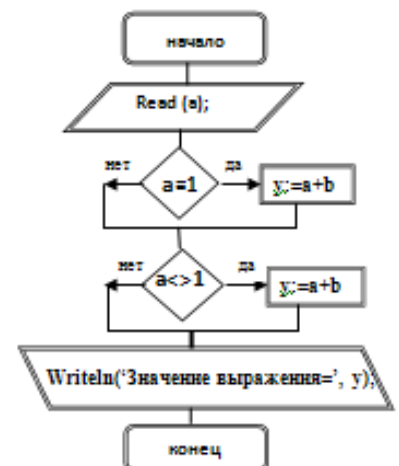 начало
Read (a);
нет
да
a=1
y:=a+b
нет
да
a<>1
y:=a+b
Writeln(‘Значение выражения=’, y);
конец